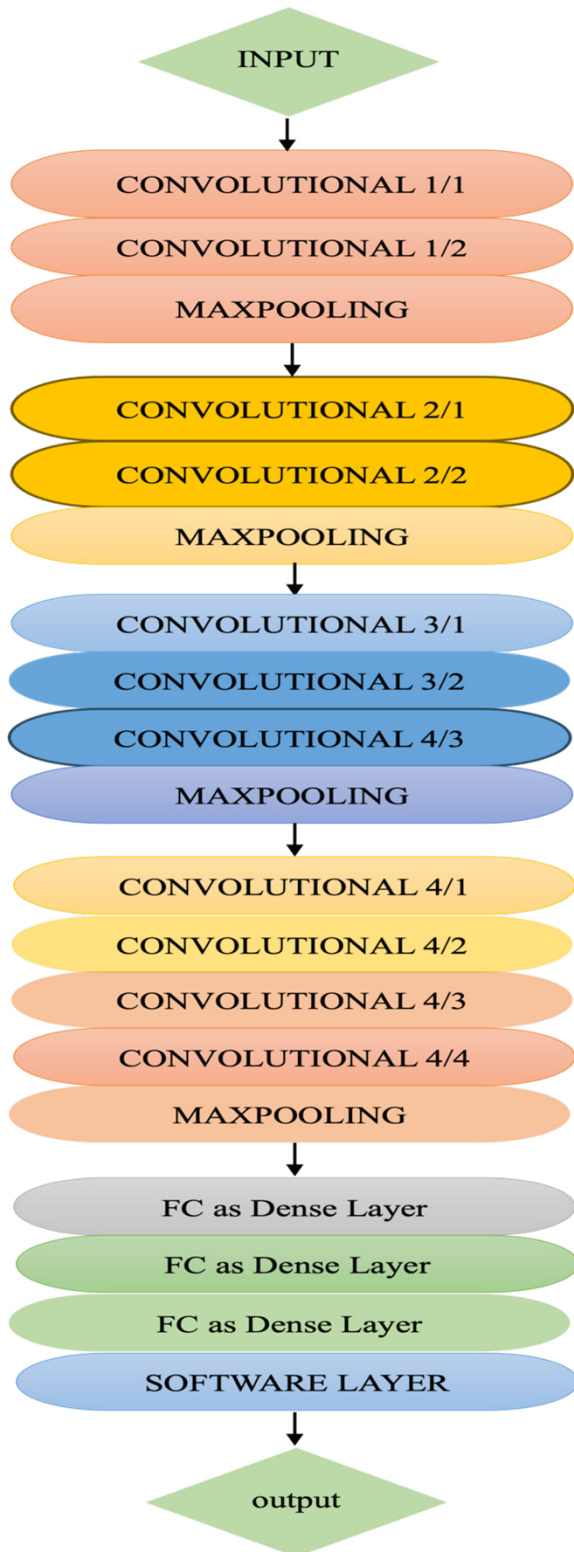 INPUT
CONVOLUTIONAL 1/1
CONVOLUTIONAL 1/2
MAXPOOLING
CONVOLUTIONAL 2/1
CONVOLUTIONAL 2/2
MAXPOOLING
CONVOLUTIONAL 3/1
CONVOLUTIONAL 3/2
CONVOLUTIONAL 4/3
MAXPOOLING
CONVOLUTIONAL 4/1
CONVOLUTIONAL 4/2
CONVOLUTIONAL 4/3
CONVOLUTIONAL 4/4
MAXPOOLING
FC as Dense Layer
FC as Dense Layer
FC as Dense Layer
SOFTWARE LAYER
output